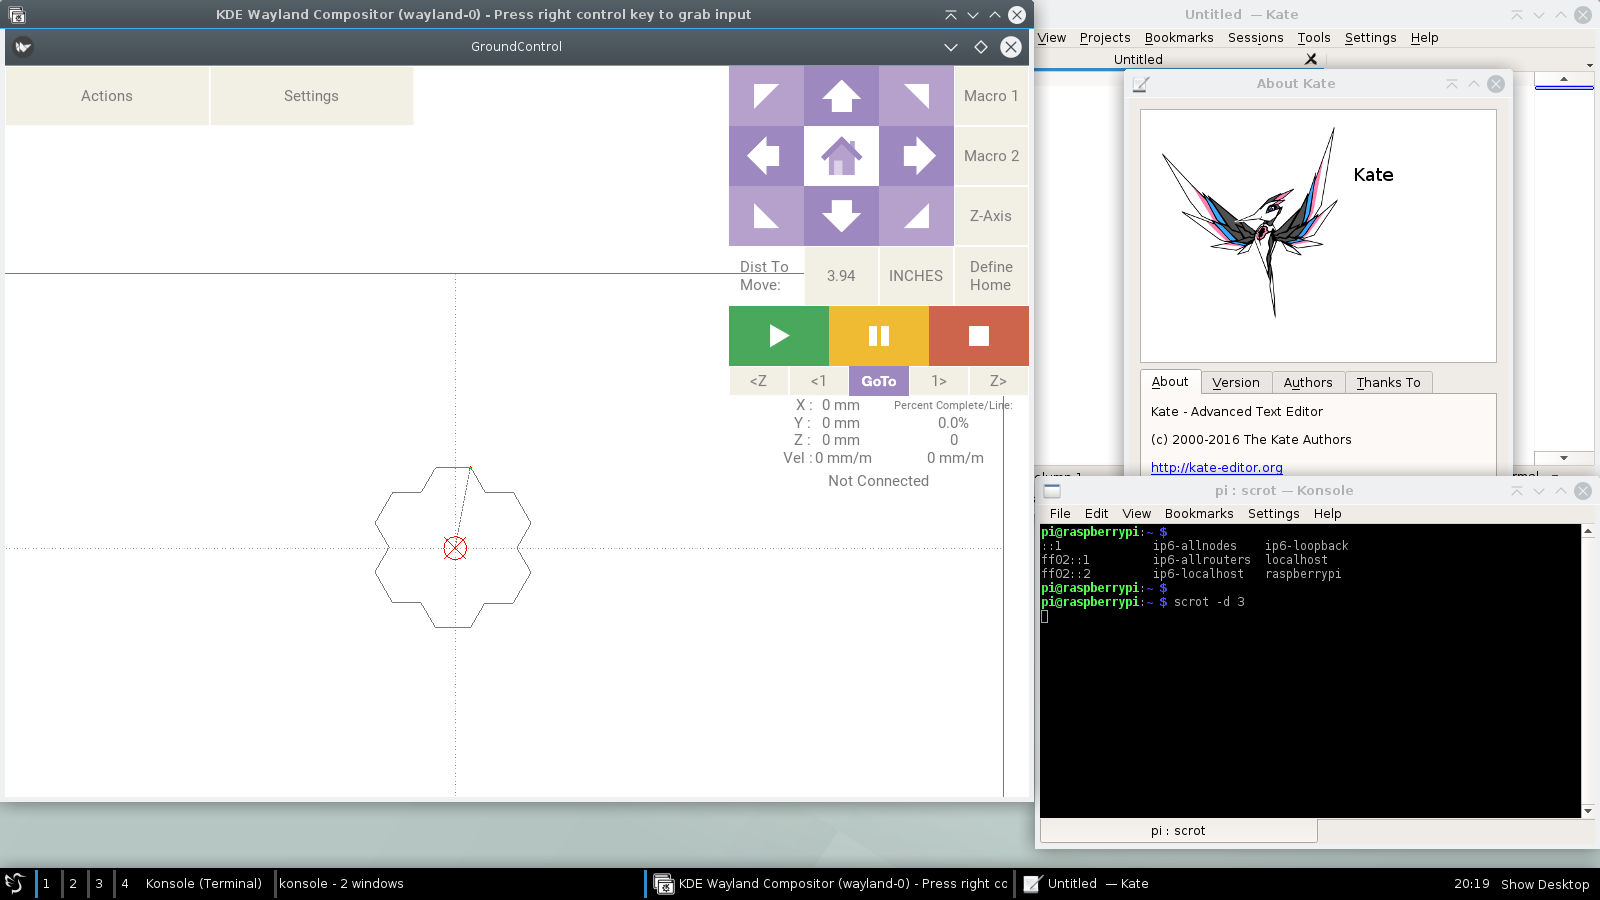 KDE Wayland Compositor (wayland-0) - Press right control key to grab input
GroundControl
Actions
Settings
Macro 1
Macro 2
Z-Axis
Dist To
Move:
3.94
INCHES
Define
Home
<Z
<1
GoTo
1>
Z>
X : 0 mm
Percent Complete/Line:
Y : 0 mm
0.0%
Z : 0 mm
0
Vel : 0 mm/m
0 mm/m
Not Connected
Untitled — Kate
View Projects Bookmarks Sessions Tools Settings Help
Untitled
About Kate
Kate
About
Version
Authors
Thanks To
Kate - Advanced Text Editor
(c) 2000-2016 The Kate Authors
http://kate-editor.org
pi : scrot — Konsole
File Edit View Bookmarks Settings Help
pi@raspberrypi:~ $
::1 ip6-allnodes ip6-loopback
ff02::1 ip6-allrouters localhost
ff02::2 ip6-localhost raspberrypi
pi@raspberrypi:~ $
pi@raspberrypi:~ $ scrot -d 3
pi : scrot
1 2 3 4 Konsole (Terminal)
konsole - 2 windows
KDE Wayland Compositor (wayland-0) - Press right cc
Untitled — Kate
20:19 Show Desktop